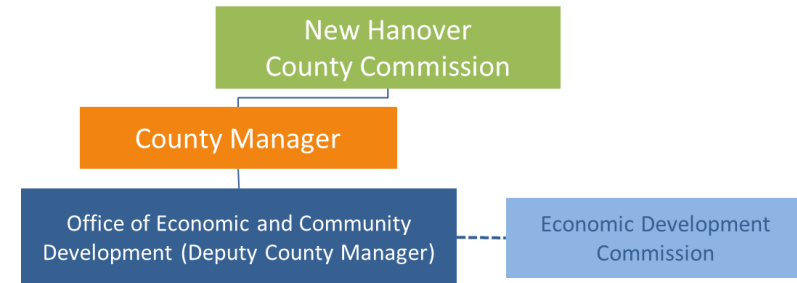 New Hanover
County Commission
County Manager
Office of Economic and Community
Development (Deputy County Manager)
Economic Development
Commission